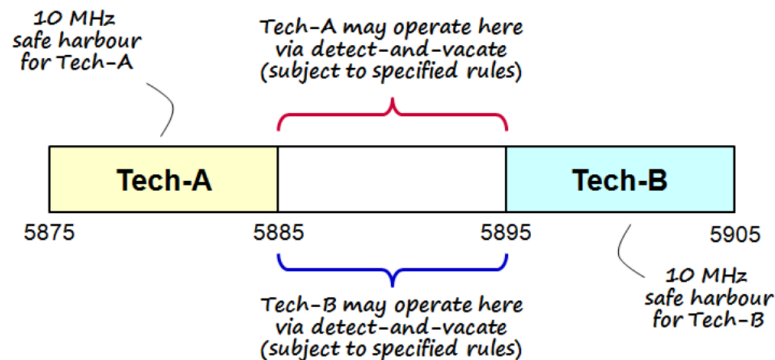 10 MHz
safe harbour
for Tech-A
Tech-A may operate here
via detect-and-vacate
(subject to specified rules)
Tech-A
Tech-B
5875
5885
5895
5905
Tech-B may operate here
via detect-and-vacate
(subject to specified rules)
10 MHz
safe harbour
for Tech-B